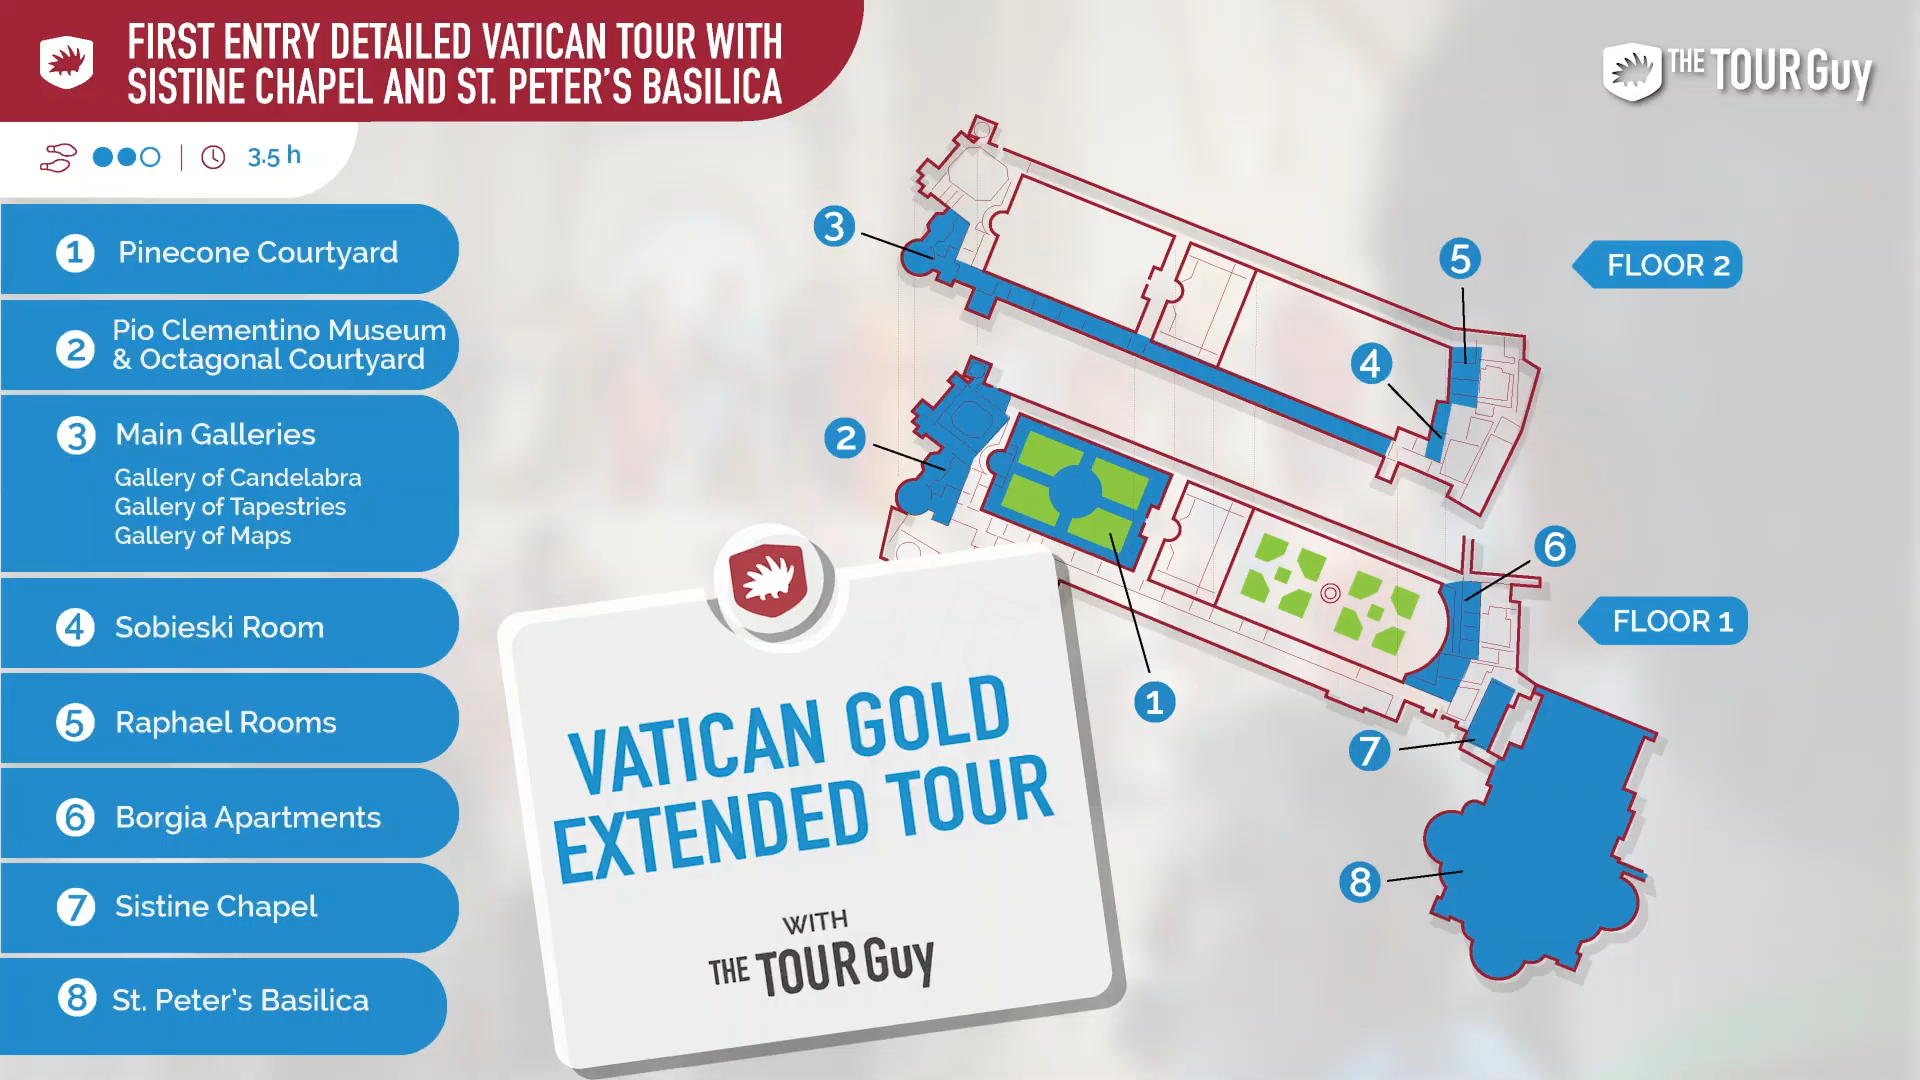 FIRST ENTRY DETAILED VATICAN TOUR WITH
SISTINE CHAPEL AND ST. PETER'S BASILICA
THE TOUR Guy
3.5 h
1 Pinecone Courtyard
2 Pio Clementino Museum
& Octagonal Courtyard
3 Main Galleries
Gallery of Candelabra
Gallery of Tapestries
Gallery of Maps
4 Sobieski Room
5 Raphael Rooms
6 Borgia Apartments
7 Sistine Chapel
8 St. Peter's Basilica
3
5
FLOOR 2
4
2
6
FLOOR 1
1
7
8
VATICAN GOLD
EXTENDED TOUR
WITH
THE TOUR Guy